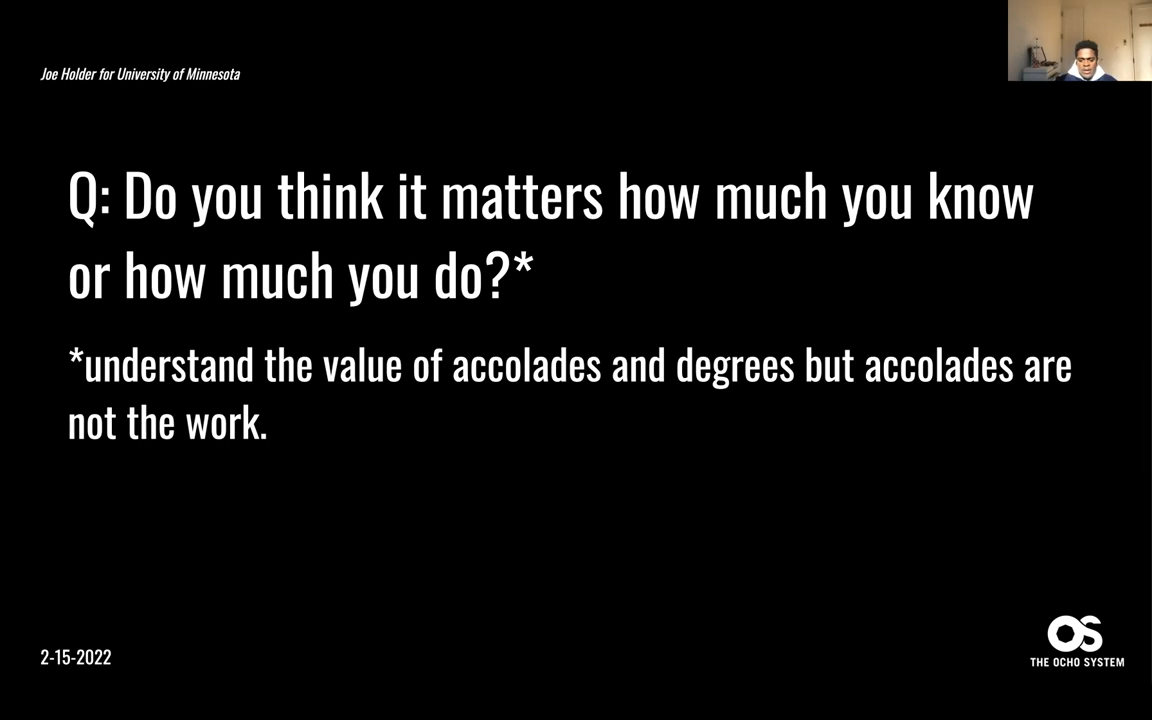 Joe Holder for University of Minnesota
Q: Do you think it matters how much you know
or how much you do?*
*understand the value of accolades and degrees but accolades are
not the work.
2-15-2022
OS
THE OCHO SYSTEM